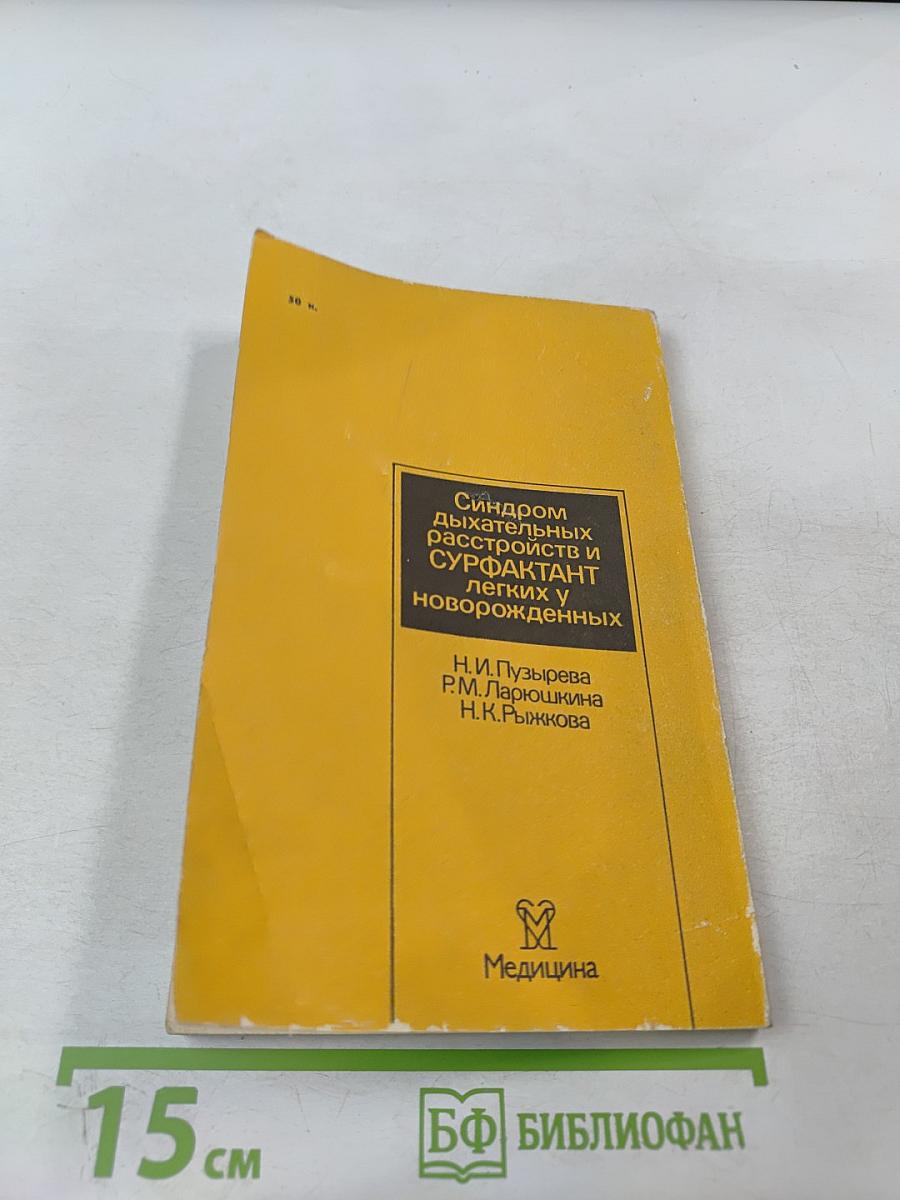 30 к.
Синдром
дыхательных
расстройств и
СУРФАКТАНТ
легких у
новорожденных
Н.И.Пузырева
Р.М.Ларюшкина
Н.К.Рыжкова
Медицина
15 см
БФ БИБЛИОФАН